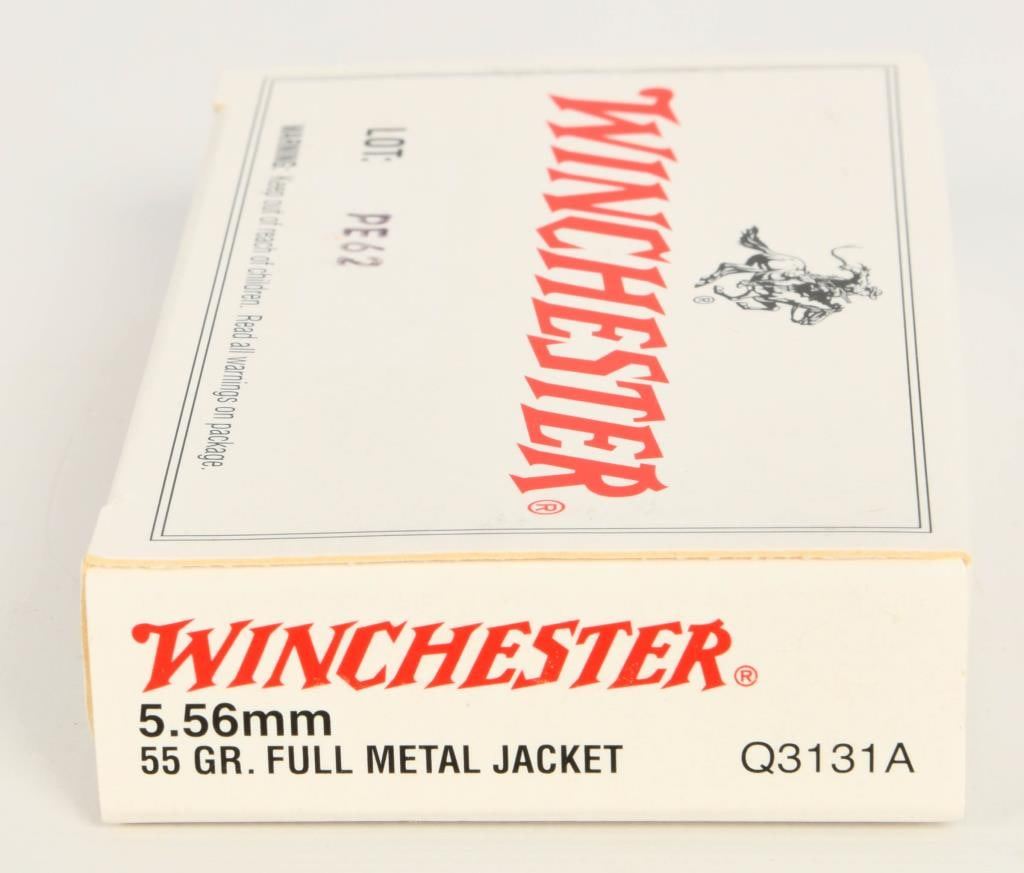 WINCHESTER®
®
LOT: PE62
WARNING: Keep out of reach of children. Read all warnings on package.
WINCHESTER®
5.56mm
55 GR. FULL METAL JACKET Q3131A